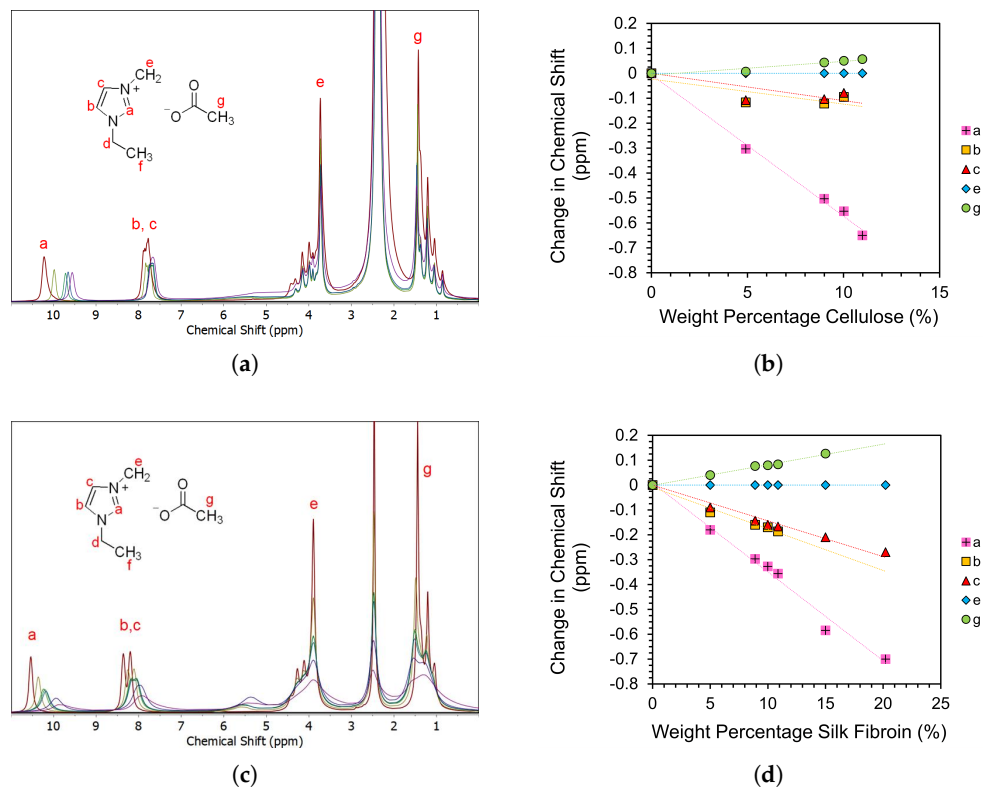 a
b, c
e
g
e
CH2
c
N
+
b
a
N
d
CH3
f
O
−
O
CH3
g
10 9 8 7 6 5 4 3 2 1
Chemical Shift (ppm)
(a)
Change in Chemical Shift
(ppm)
0.2
0.1
0
-0.1
-0.2
-0.3
-0.4
-0.5
-0.6
-0.7
-0.8
0 5 10 15
Weight Percentage Cellulose (%)
a
b
c
e
g
(b)
a
b,c
e
g
e
CH2
c
N
+
b
a
N
d
CH3
f
O
−
O
CH3
g
10 9 8 7 6 5 4 3 2 1
Chemical Shift (ppm)
(c)
Change in Chemical Shift
(ppm)
0.2
0.1
0
-0.1
-0.2
-0.3
-0.4
-0.5
-0.6
-0.7
-0.8
0 5 10 15 20 25
Weight Percentage Silk Fibroin (%)
a
b
c
e
g
(d)